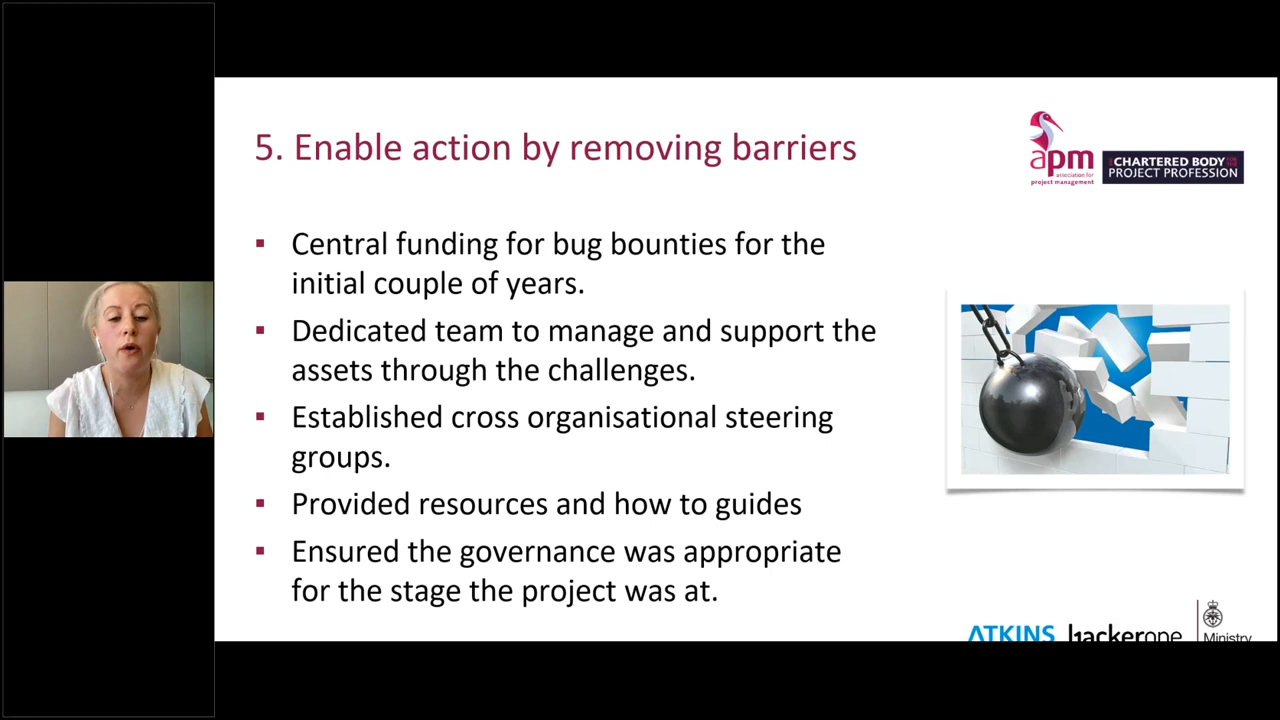 5. Enable action by removing barriers
apm
association for
project management
CHARTERED BODY FOR THE
PROJECT PROFESSION
▪ Central funding for bug bounties for the
initial couple of years.
▪ Dedicated team to manage and support the
assets through the challenges.
▪ Established cross organisational steering
groups.
▪ Provided resources and how to guides
▪ Ensured the governance was appropriate
for the stage the project was at.
ATKINS
hackerone
Ministry